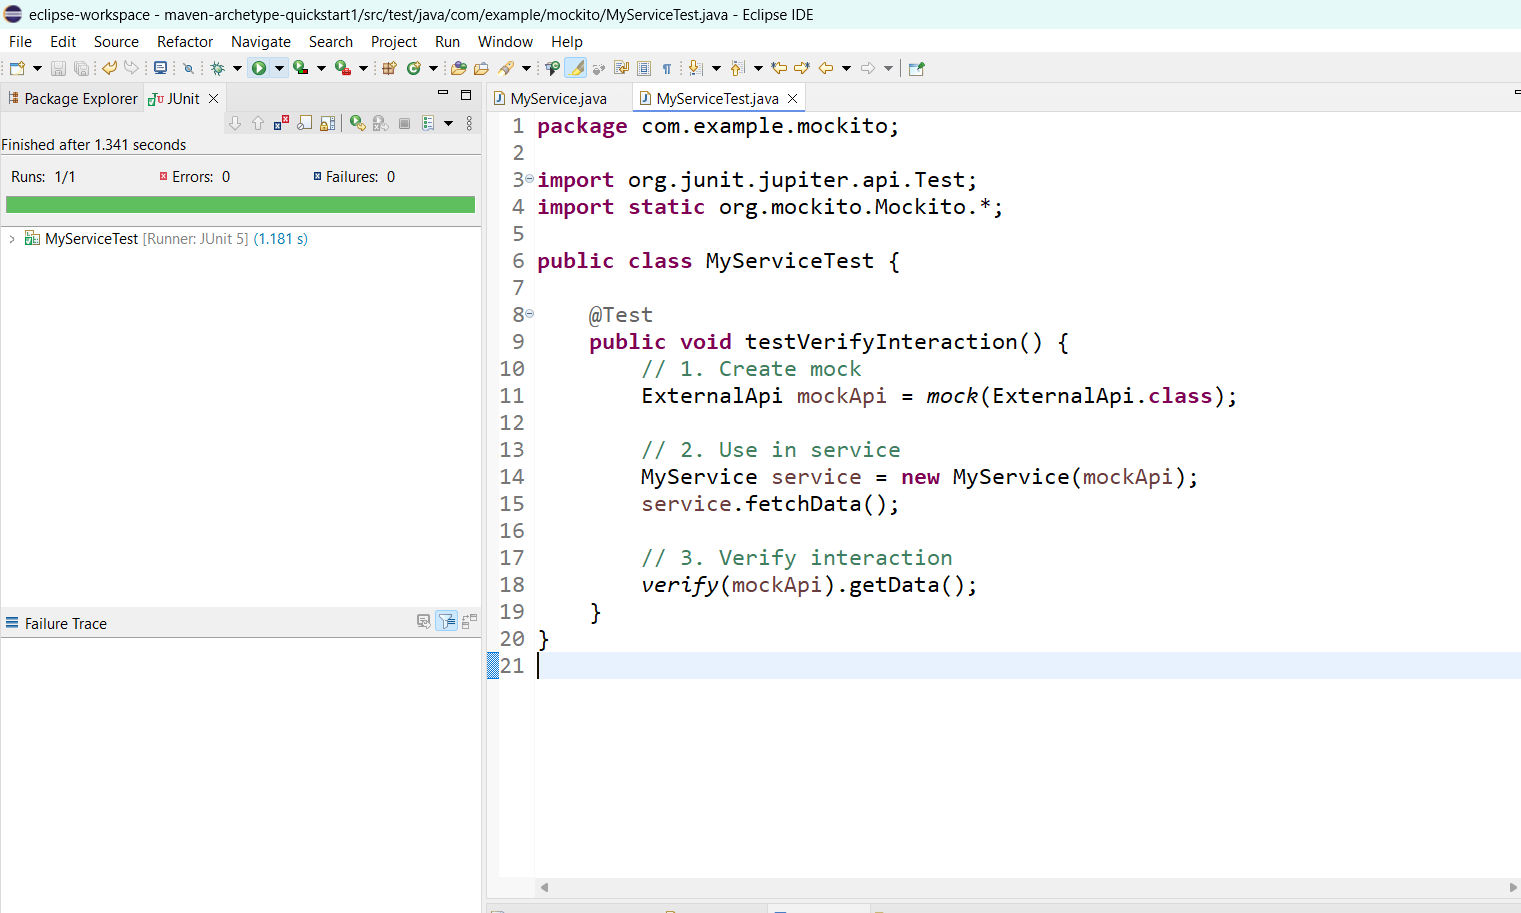 eclipse-workspace - maven-archetype-quickstart1/src/test/java/com/example/mockito/MyServiceTest.java - Eclipse IDE
File Edit Source Refactor Navigate Search Project Run Window Help
Package Explorer JUnit
Finished after 1.341 seconds
Runs: 1/1 Errors: 0 Failures: 0
MyServiceTest [Runner: JUnit 5] (1.181 s)
Failure Trace
MyService.java MyServiceTest.java
1 package com.example.mockito;
2
3 import org.junit.jupiter.api.Test;
4 import static org.mockito.Mockito.*;
5
6 public class MyServiceTest {
7
8 @Test
9 public void testVerifyInteraction() {
10 // 1. Create mock
11 ExternalApi mockApi = mock(ExternalApi.class);
12
13 // 2. Use in service
14 MyService service = new MyService(mockApi);
15 service.fetchData();
16
17 // 3. Verify interaction
18 verify(mockApi).getData();
19 }
20 }
21